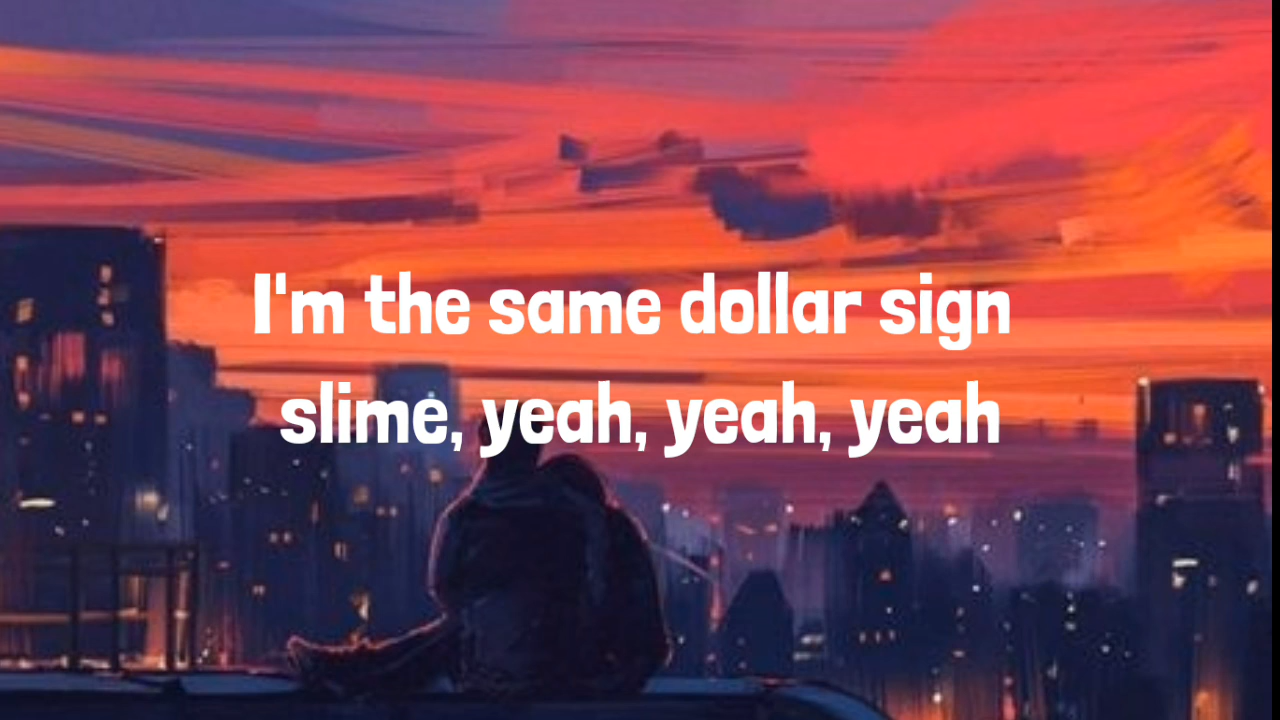 I'm the same dollar sign
slime, yeah, yeah, yeah